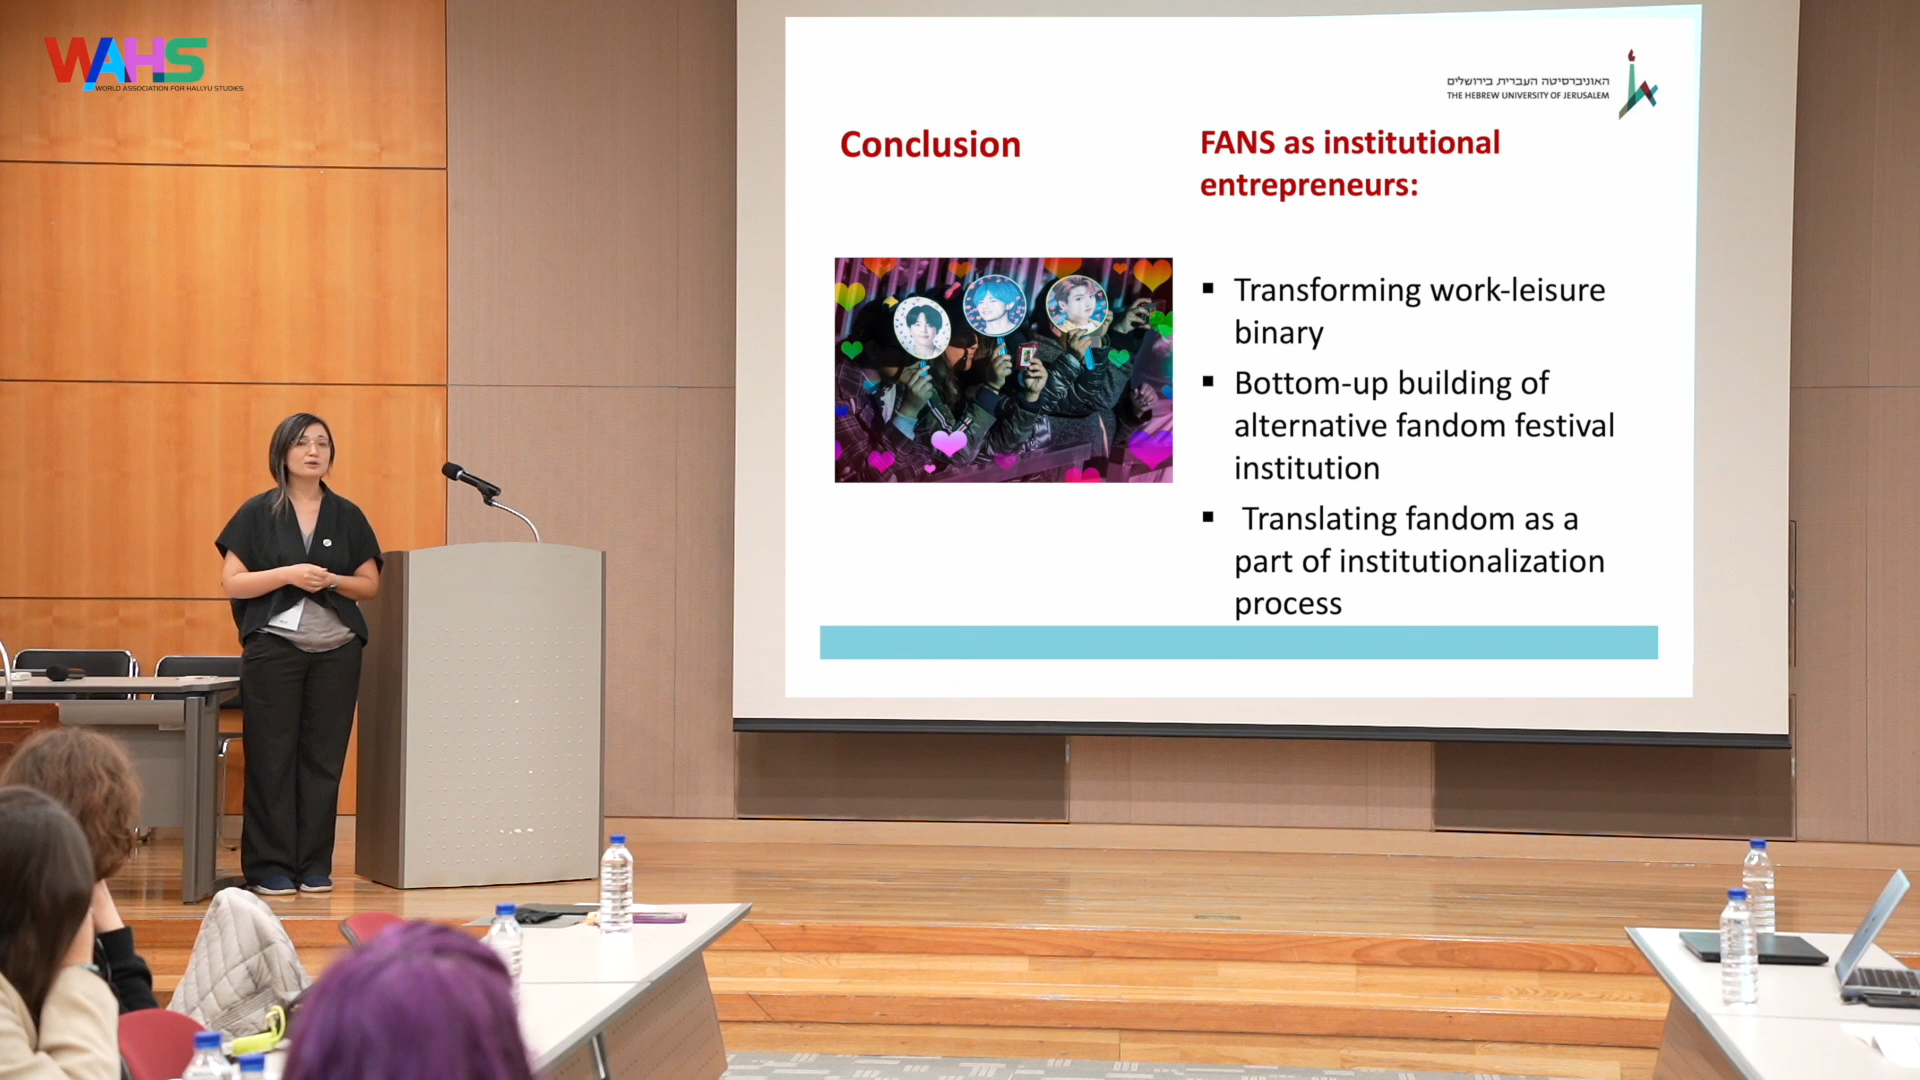 WAHS
WORLD ASSOCIATION FOR HALLYU STUDIES
האוניברסיטה העברית בירושלים
THE HEBREW UNIVERSITY OF JERUSALEM
Conclusion
FANS as institutional
entrepreneurs:
▪ Transforming work-leisure
binary
▪ Bottom-up building of
alternative fandom festival
institution
▪ Translating fandom as a
part of institutionalization
process